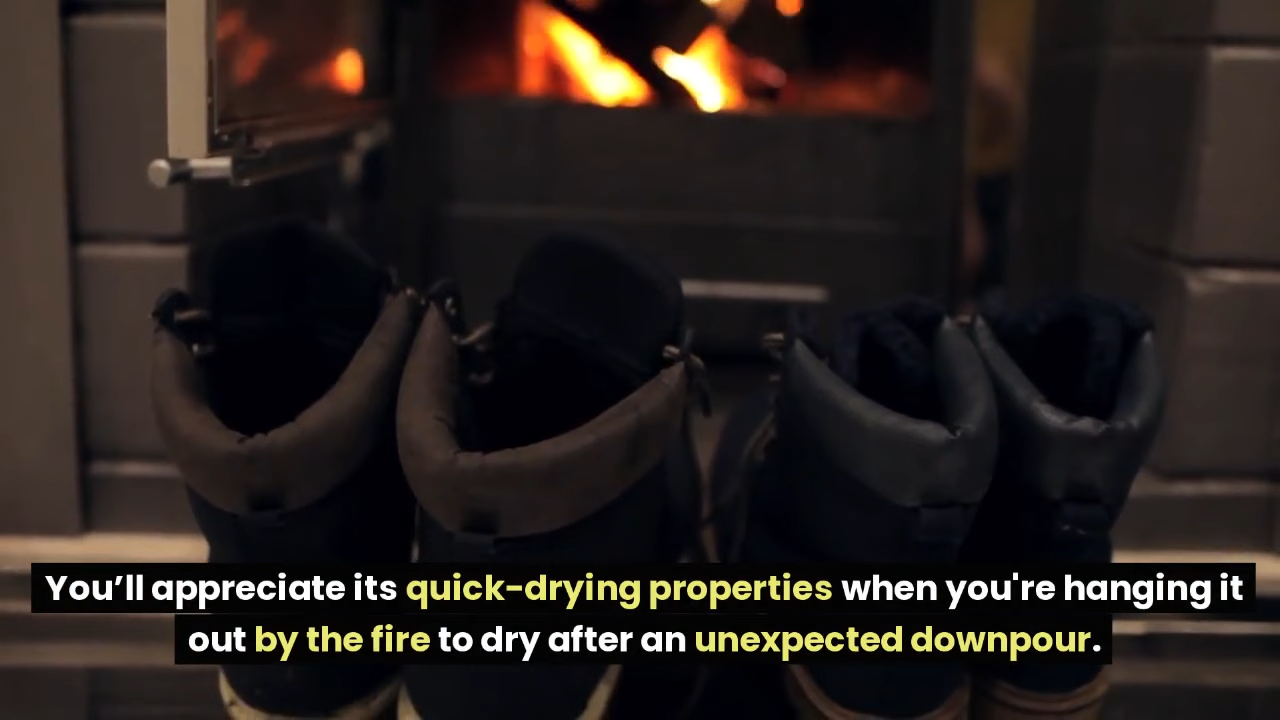 You’ll appreciate its quick-drying properties when you're hanging it
out by the fire to dry after an unexpected downpour.